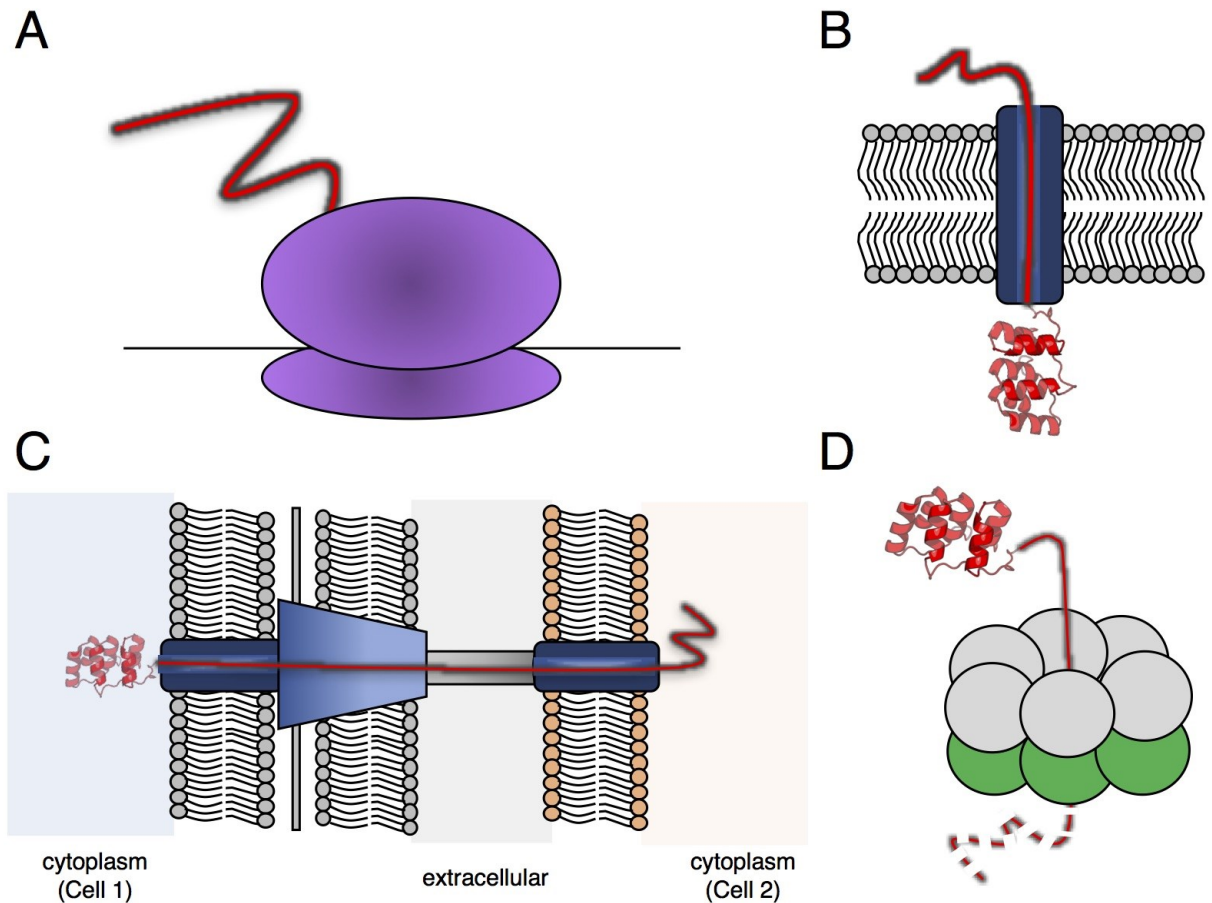 A
B
C
D
cytoplasm
(Cell 1)
extracellular
cytoplasm
(Cell 2)